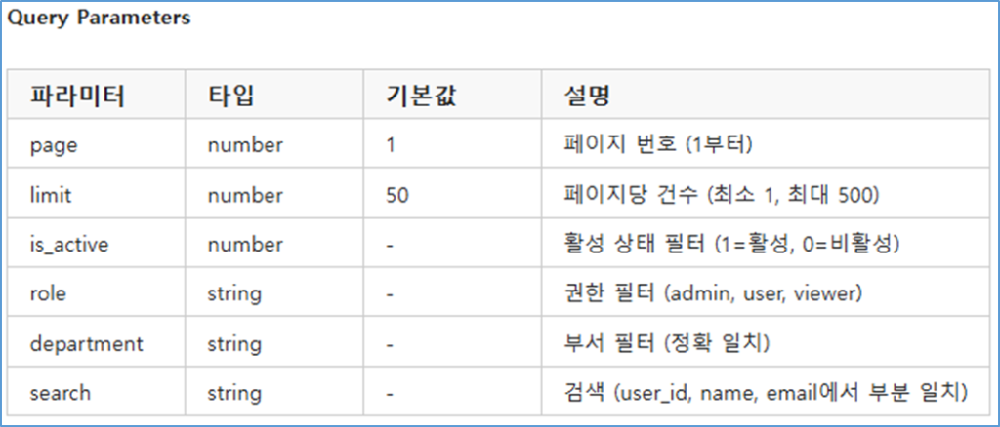 Query Parameters
파라미터 타입 기본값 설명
page number 1 페이지 번호 (1부터)
limit number 50 페이지당 건수 (최소 1, 최대 500)
is_active number - 활성 상태 필터 (1=활성, 0=비활성)
role string - 권한 필터 (admin, user, viewer)
department string - 부서 필터 (정확 일치)
search string - 검색 (user_id, name, email에서 부분 일치)